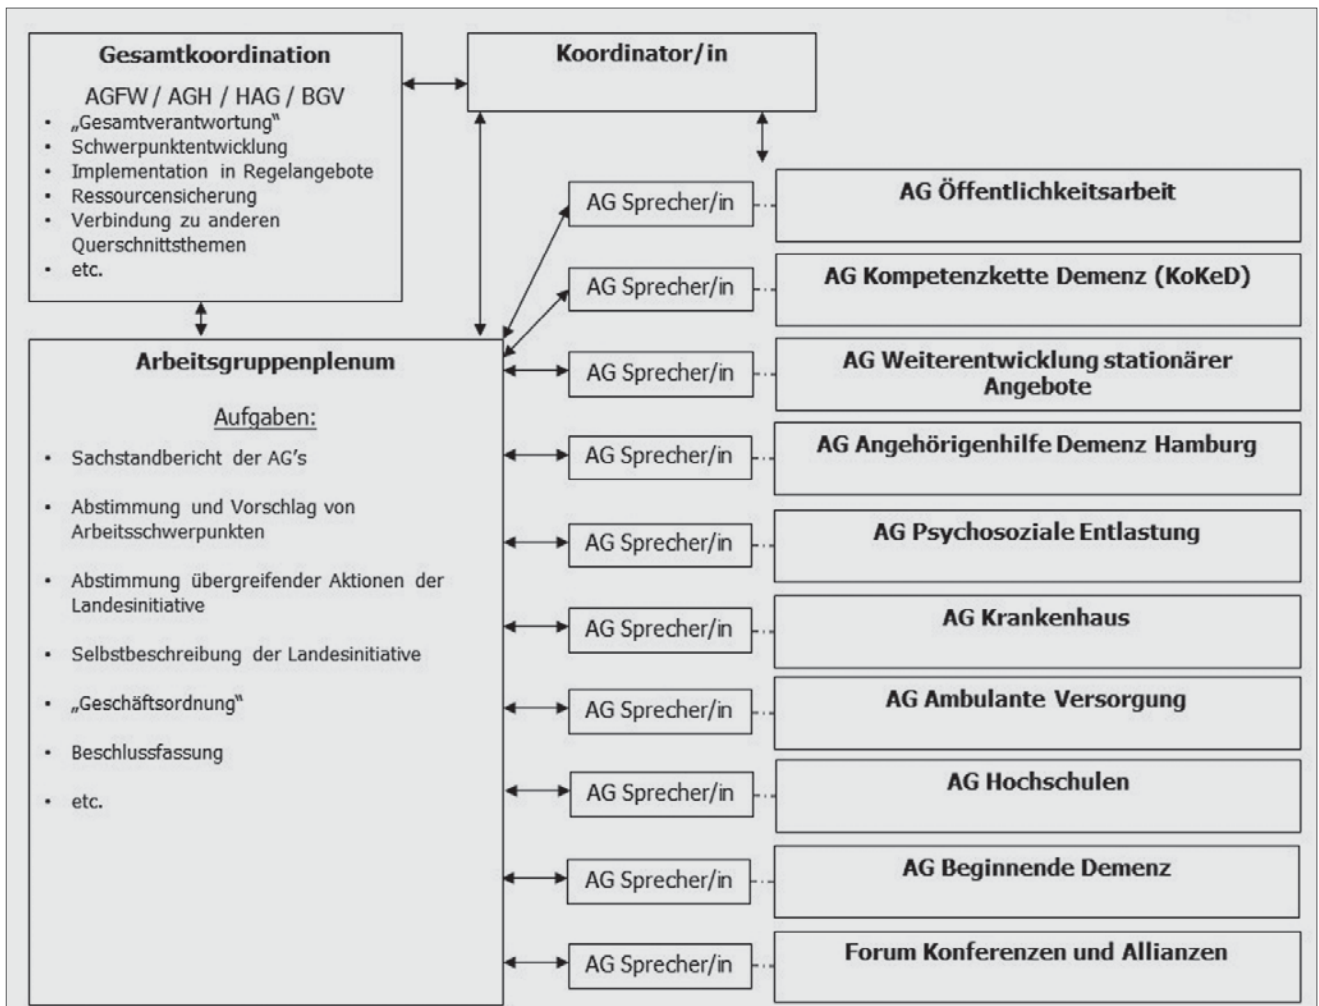 Gesamtkoordination
AGFW / AGH / HAG / BGV
• „Gesamtverantwortung“
• Schwerpunktentwicklung
• Implementation in Regelangebote
• Ressourcensicherung
• Verbindung zu anderen
Querschnittsthemen
• etc.
Koordinator/in
Arbeitsgruppenplenum
Aufgaben:
• Sachstandbericht der AG's
• Abstimmung und Vorschlag von
Arbeitsschwerpunkten
• Abstimmung übergreifender Aktionen der
Landesinitiative
• Selbstbeschreibung der Landesinitiative
• „Geschäftsordnung“
• Beschlussfassung
• etc.
AG Sprecher/in
AG Öffentlichkeitsarbeit
AG Sprecher/in
AG Kompetenzkette Demenz (KoKeD)
AG Sprecher/in
AG Weiterentwicklung stationärer
Angebote
AG Sprecher/in
AG Angehörigenhilfe Demenz Hamburg
AG Sprecher/in
AG Psychosoziale Entlastung
AG Sprecher/in
AG Krankenhaus
AG Sprecher/in
AG Ambulante Versorgung
AG Sprecher/in
AG Hochschulen
AG Sprecher/in
AG Beginnende Demenz
AG Sprecher/in
Forum Konferenzen und Allianzen